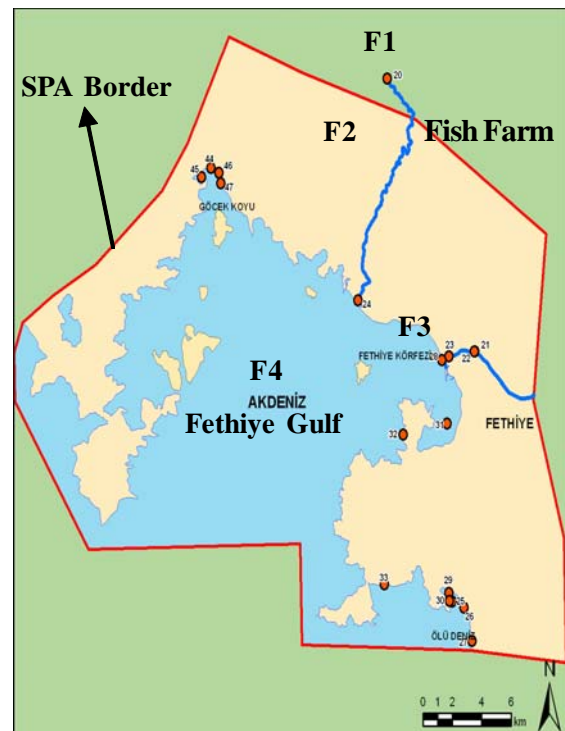 F1
20
SPA Border
F2
Fish Farm
44
46
45
47
GÖCEK KOYU
24
F3
23
21
28
22
FETHİYE KÖRFEZİ
F4
AKDENİZ
FETHİYE
Fethiye Gulf
31
32
33
29
30
25
26
ÖLÜ DENİZ
27
N
0 1 2 4 6
km